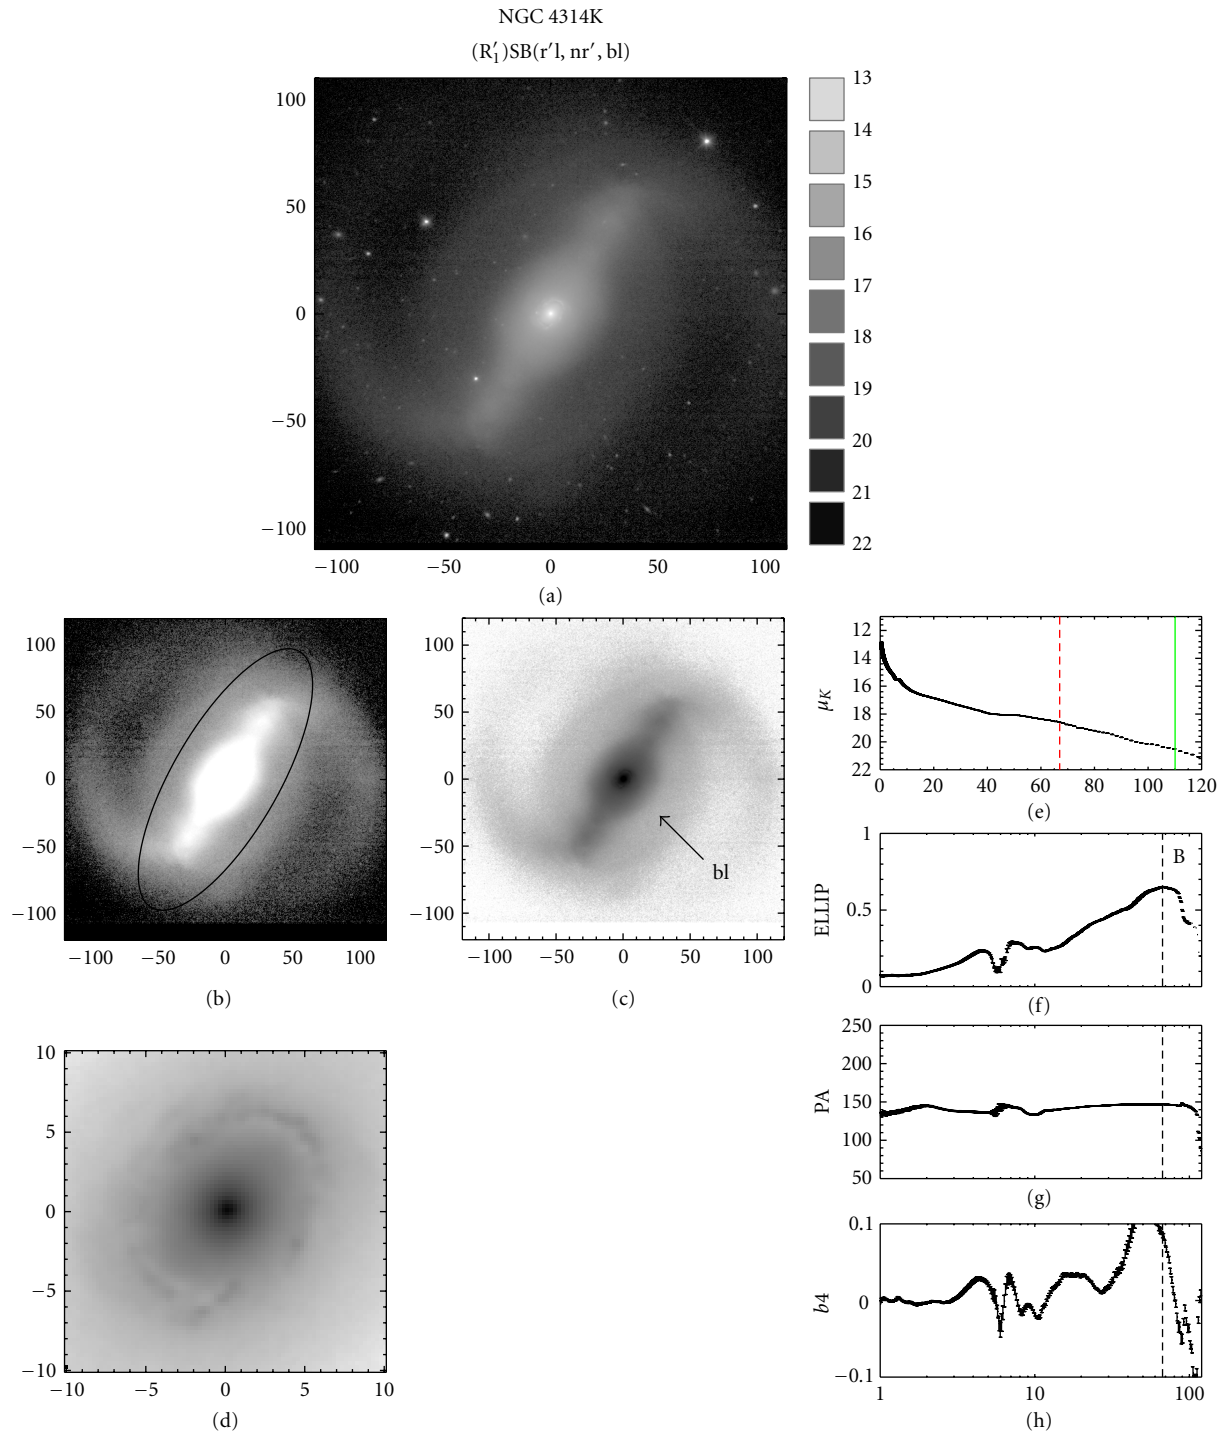 NGC 4314K
(R′₁)SB(r′l, nr′, bl)
100
50
0
−50
−100
−100 −50 0 50 100
(a)
13
14
15
16
17
18
19
20
21
22
100
50
0
−50
−100
−100 −50 0 50 100
(b)
100
50
0
−50
−100
bl
−100 −50 0 50 100
(c)
10
5
0
−5
−10
−10 −5 0 5 10
(d)
μK
12
14
16
18
20
22
0 20 40 60 80 100 120
(e)
ELLIP
1
0.5
0
B
(f)
PA
250
200
150
100
50
(g)
b4
0.1
0
−0.1
1 10 100
(h)